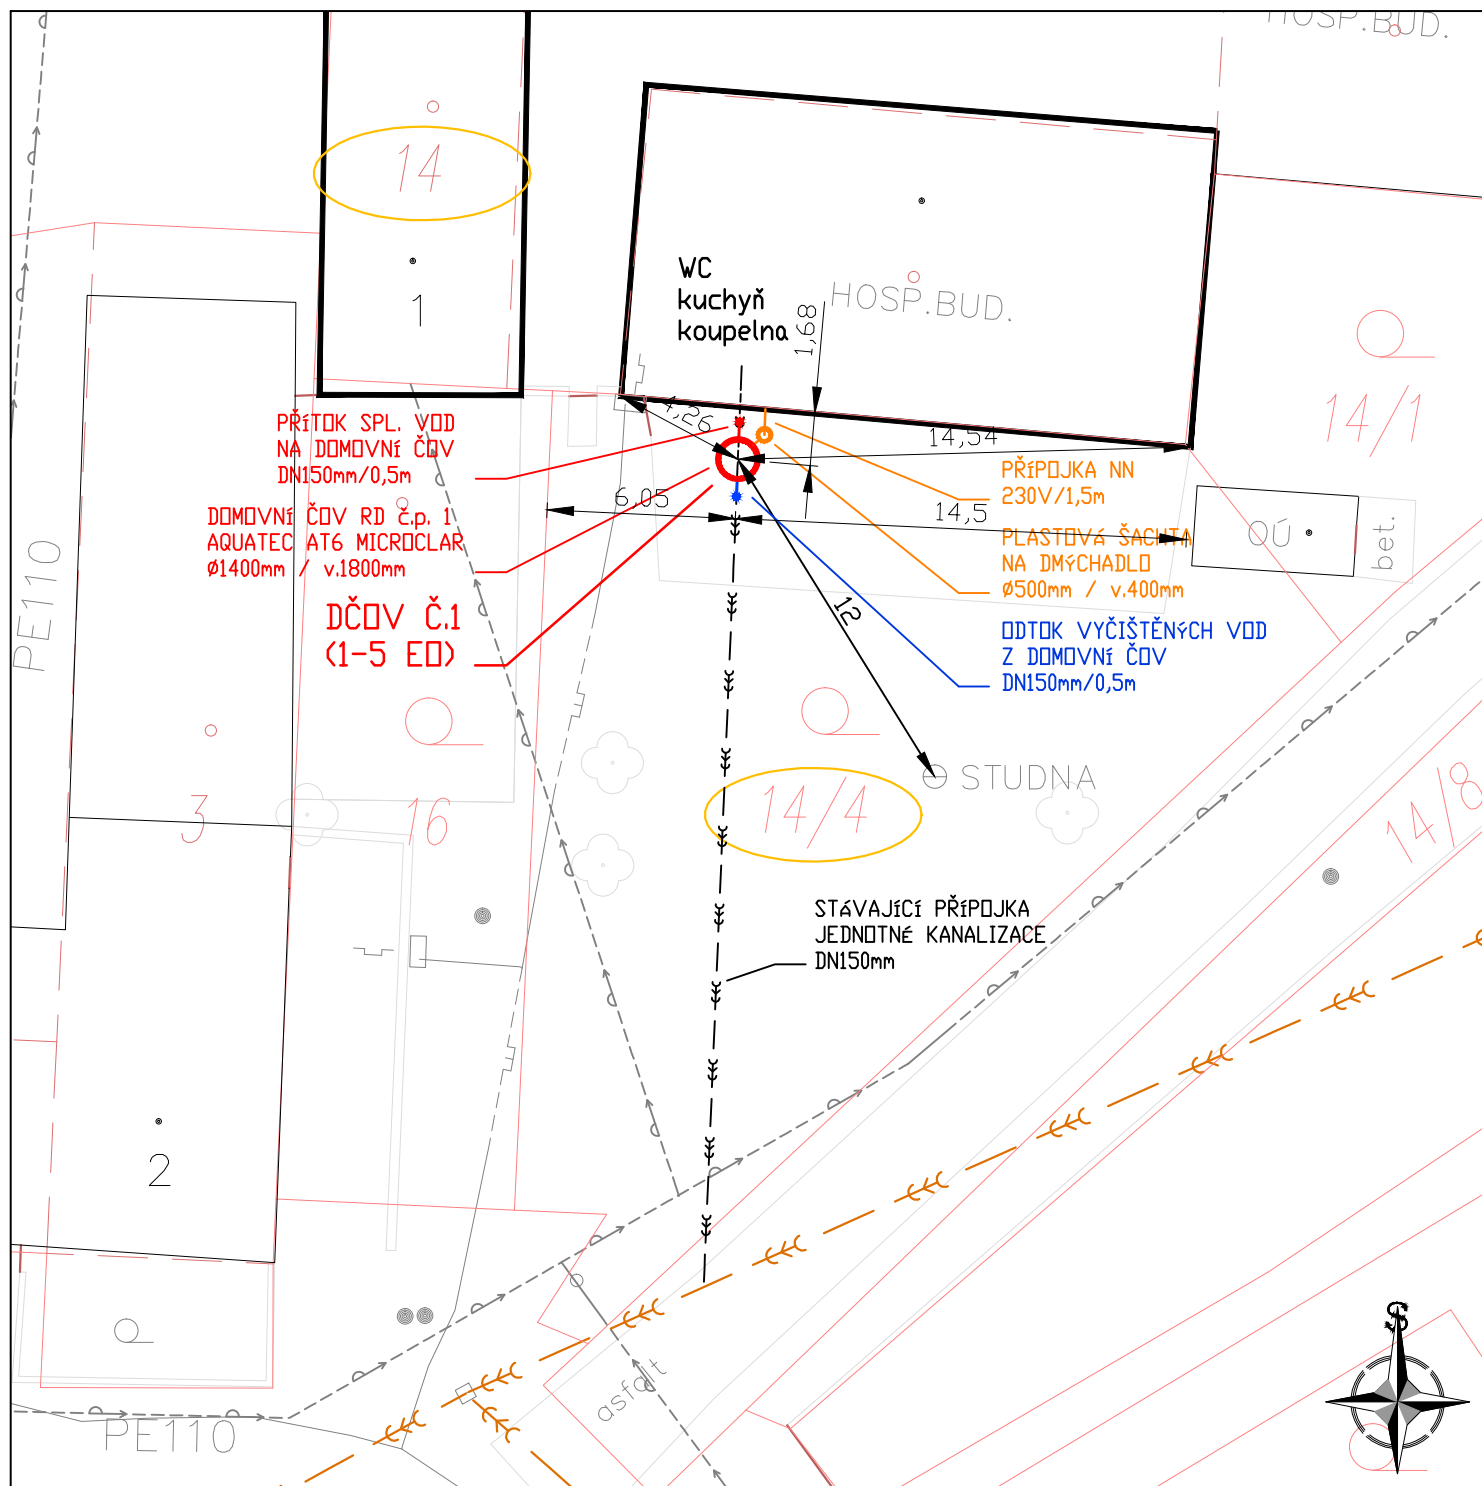 HOSP.BUD.
14
1
WC
kuchyň
koupelna
HOSP.BUD.
1,68
14/1
4,26
14,54
PŘÍTOK SPL. VOD
NA DOMOVNÍ ČOV
DN150mm/0,5m
PŘÍPOJKA NN
230V/1,5m
6,05
14,5
DOMOVNÍ ČOV RD č.p. 1
AQUATEC AT6 MICROCLAR
Ø1400mm / v.1800mm
PLASTOVÁ ŠACHTA
NA DMÝCHADLO
Ø500mm / v.400mm
OÚ
bet.
PE110
DČOV Č.1
(1-5 EO)
12
ODTOK VYČIŠTĚNÝCH VOD
Z DOMOVNÍ ČOV
DN150mm/0,5m
STUDNA
3
16
14/4
14/8
STÁVAJÍCÍ PŘÍPOJKA
JEDNOTNÉ KANALIZACE
DN150mm
2
S
asfalt
PE110